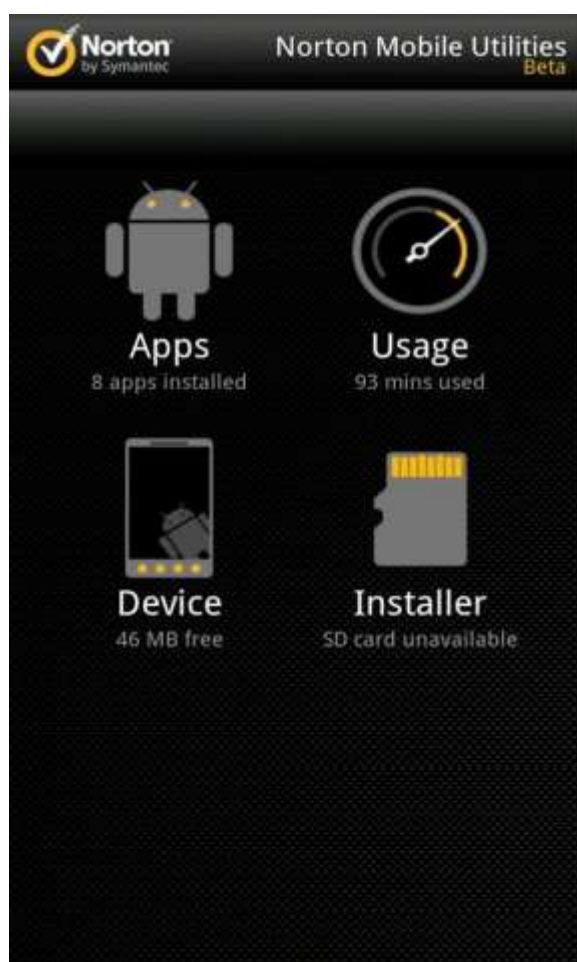 Norton
by Symantec
Norton Mobile Utilities
Beta
Apps
8 apps installed
Usage
93 mins used
Device
46 MB free
Installer
SD card unavailable